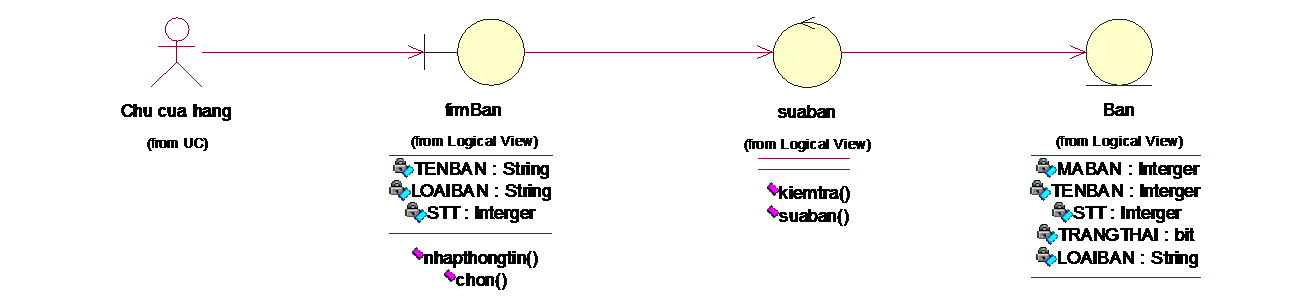 Chu cua hang
(from UC)
firmBan
(from Logical View)
TENBAN : String
LOAIBAN : String
STT : Interger
nhapthongtin()
chon()
suaban
(from Logical View)
kiemtra()
suaban()
Ban
(from Logical View)
MABAN : Interger
TENBAN : Interger
STT : Interger
TRANGTHAI : bit
LOAIBAN : String